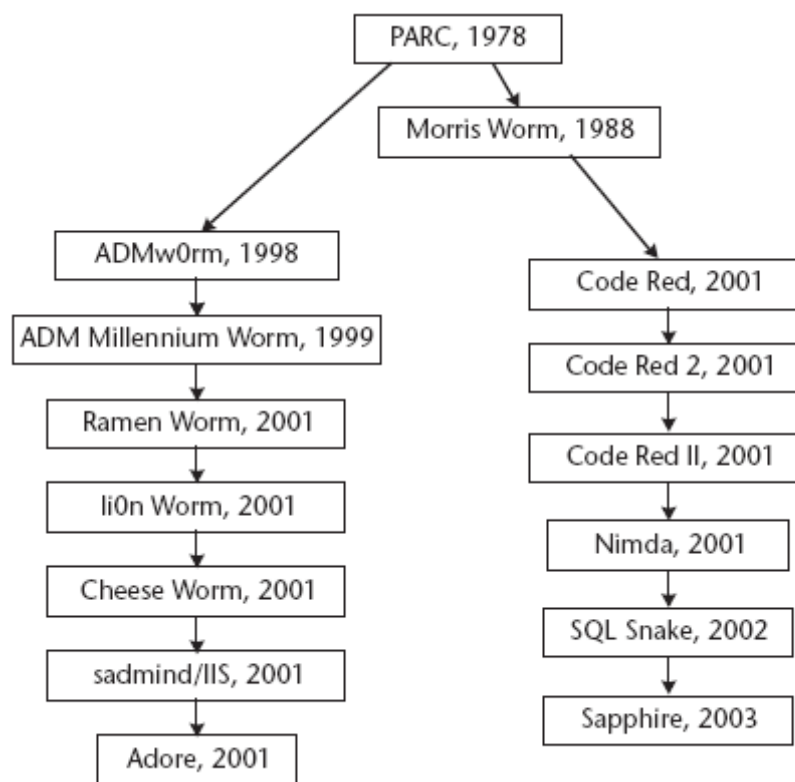 PARC, 1978
Morris Worm, 1988
ADMw0rm, 1998
Code Red, 2001
ADM Millennium Worm, 1999
Code Red 2, 2001
Ramen Worm, 2001
Code Red II, 2001
li0n Worm, 2001
Nimda, 2001
Cheese Worm, 2001
SQL Snake, 2002
sadmind/IIS, 2001
Sapphire, 2003
Adore, 2001